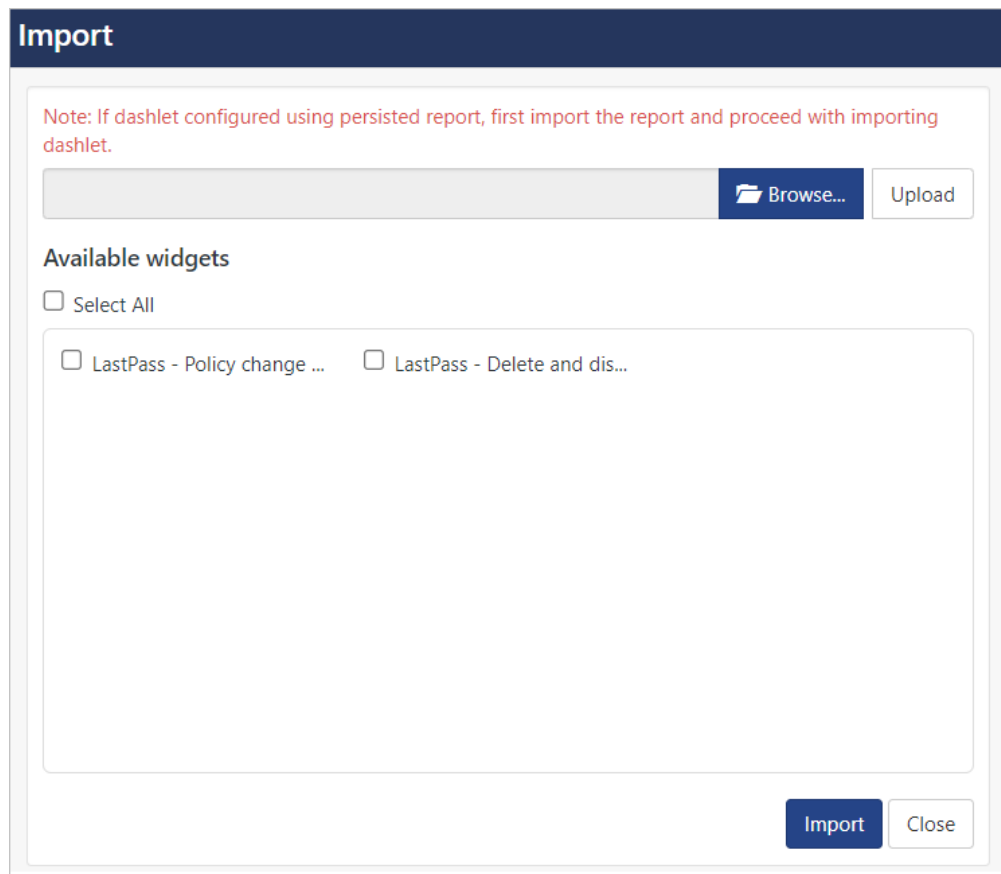 Import
Note: If dashlet configured using persisted report, first import the report and proceed with importing
dashlet.
Browse... Upload
Available widgets
Select All
LastPass - Policy change ... LastPass - Delete and dis...
Import Close